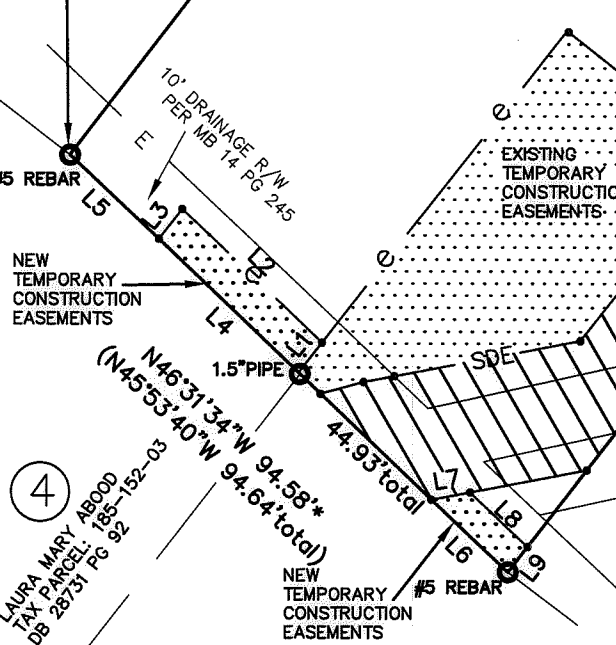 10' DRAINAGE R/W
PER MB 14 PG 245
E
e
EXISTING
TEMPORARY
EASEMENTS
REBAR
L5
L3
e
L2
e
NEW
TEMPORARY
CONSTRUCTION
EASEMENTS
L4
L1
SDE
1.5"PIPE
N46°31'34"W 94.58'*
(N45°53'40"W 94.64'total)
44.93'total
4
LAURA MARY ABOOD
TAX PARCEL: 185-152-03
DB 28731 PG 92
L7
L8
L6
L9
#5 REBAR
NEW
TEMPORARY
CONSTRUCTION
EASEMENTS